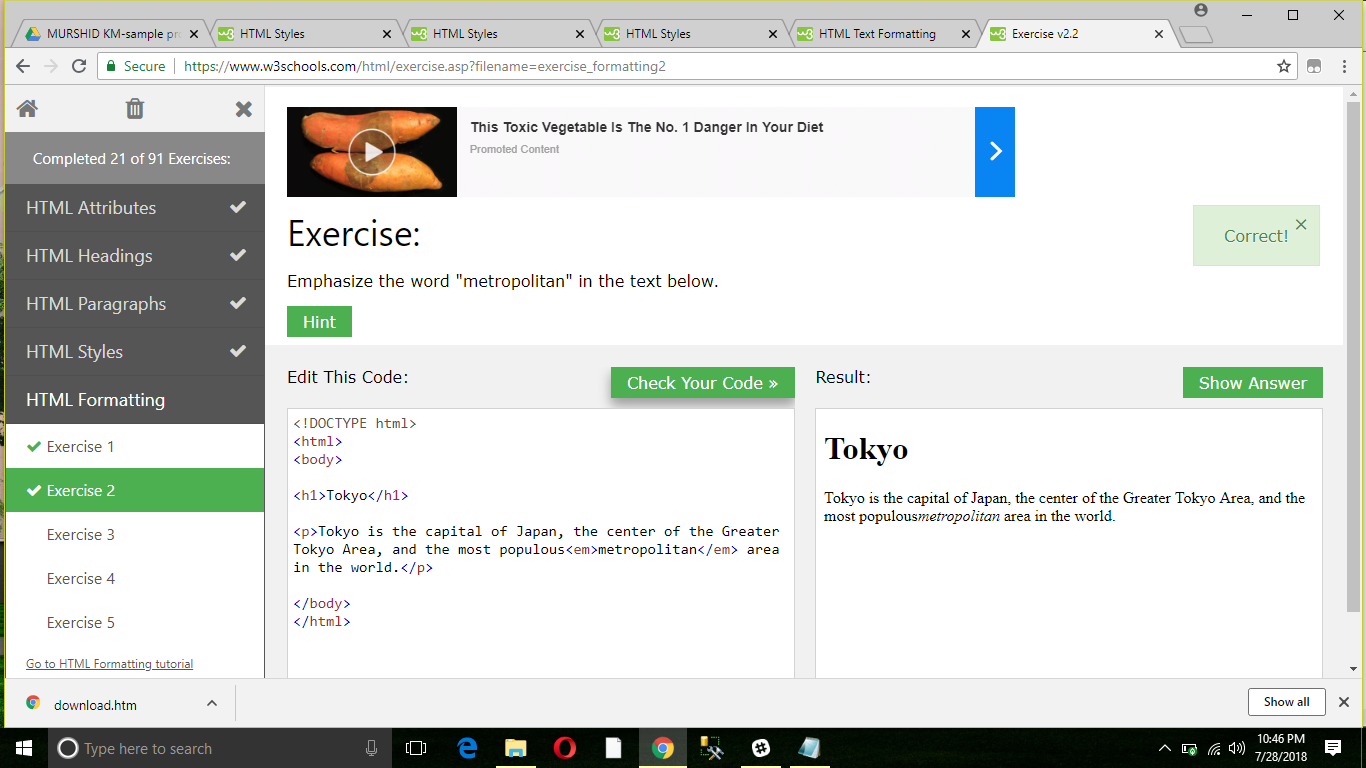 MURSHID KM-sample pr
HTML Styles
HTML Styles
HTML Styles
HTML Text Formatting
Exercise v2.2
Secure
https://www.w3schools.com/html/exercise.asp?filename=exercise_formatting2
Completed 21 of 91 Exercises:
HTML Attributes
HTML Headings
HTML Paragraphs
HTML Styles
HTML Formatting
Exercise 1
Exercise 2
Exercise 3
Exercise 4
Exercise 5
Go to HTML Formatting tutorial
This Toxic Vegetable Is The No. 1 Danger In Your Diet
Promoted Content
Exercise:
Correct!
Emphasize the word "metropolitan" in the text below.
Hint
Edit This Code:
Check Your Code »
<!DOCTYPE html>
<html>
<body>
<h1>Tokyo</h1>
<p>Tokyo is the capital of Japan, the center of the Greater
Tokyo Area, and the most populous<em>metropolitan</em> area
in the world.</p>
</body>
</html>
Result:
Show Answer
Tokyo
Tokyo is the capital of Japan, the center of the Greater Tokyo Area, and the
most populousmetropolitan area in the world.
download.htm
Show all
Type here to search
10:46 PM
7/28/2018